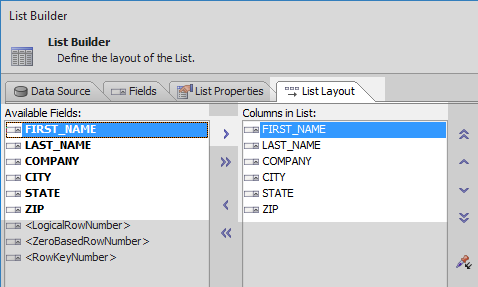 List Builder
List Builder
Define the layout of the List.
Data Source
Fields
List Properties
List Layout
Available Fields:
FIRST_NAME
LAST_NAME
COMPANY
CITY
STATE
ZIP
<LogicalRowNumber>
<ZeroBasedRowNumber>
<RowKeyNumber>
Columns in List:
FIRST_NAME
LAST_NAME
COMPANY
CITY
STATE
ZIP